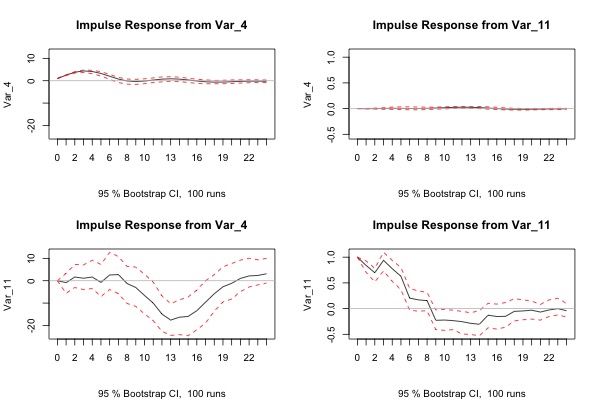 Impulse Response from Var_4
Var_4
10
0
-20
0 2 4 6 8 10 13 16 19 22
95 % Bootstrap CI,  100 runs
Impulse Response from Var_11
Var_4
1.0
0.5
0.0
-0.5
0 2 4 6 8 10 13 16 19 22
95 % Bootstrap CI,  100 runs
Impulse Response from Var_4
Var_11
10
0
-20
0 2 4 6 8 10 13 16 19 22
95 % Bootstrap CI,  100 runs
Impulse Response from Var_11
Var_11
1.0
0.5
0.0
-0.5
0 2 4 6 8 10 13 16 19 22
95 % Bootstrap CI,  100 runs